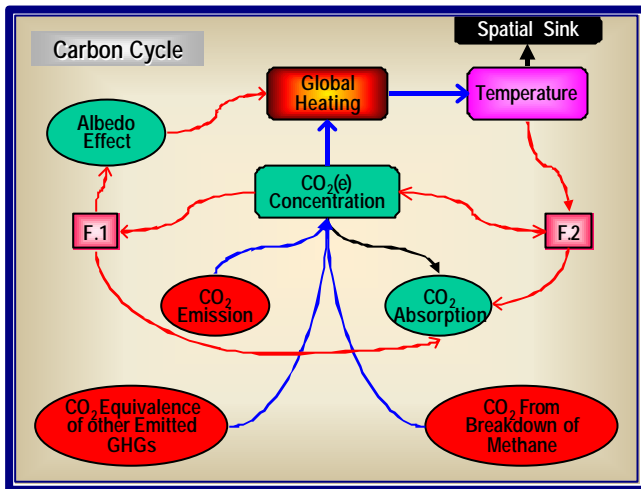 Spatial Sink
Carbon Cycle
Global
Heating
Temperature
Albedo
Effect
CO2(e)
Concentration
F.1
F.2
CO2
Emission
CO2
Absorption
CO2 Equivalence
of other Emitted
GHGs
CO2 From
Breakdown of
Methane